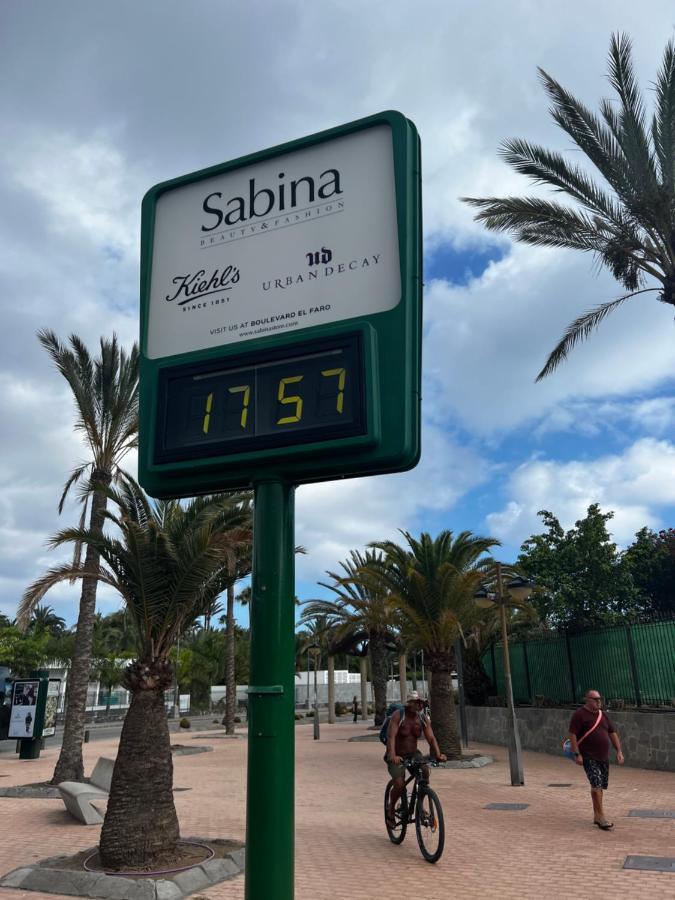 Sabina
BEAUTY & FASHION
Kiehl's
SINCE 1851
UD
URBAN DECAY
VISIT US AT BOULEVARD EL FARO
www.sabinastore.com
17 57